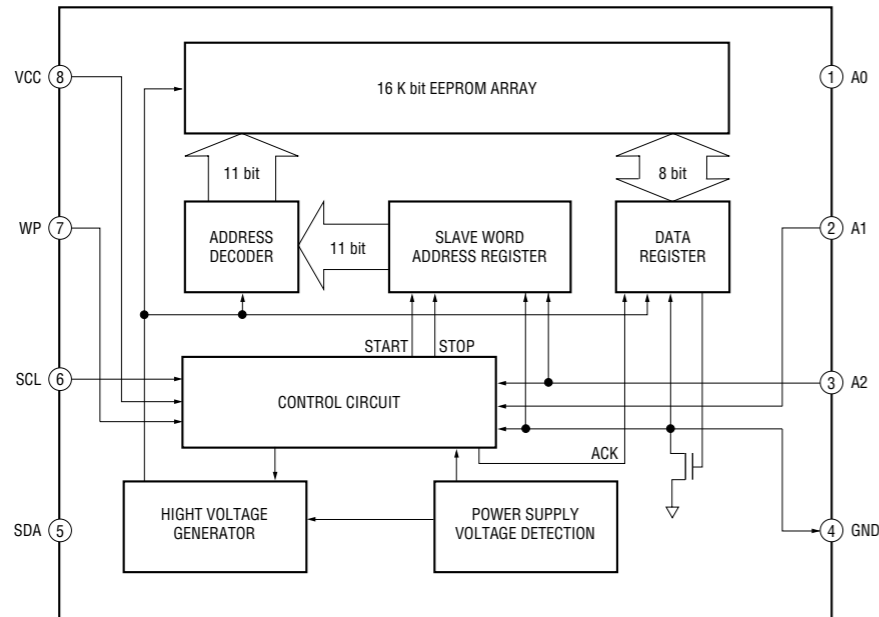 VCC 8
16 K bit EEPROM ARRAY
1 A0
11 bit
8 bit
WP 7
ADDRESS
DECODER
11 bit
SLAVE WORD
ADDRESS REGISTER
DATA
REGISTER
2 A1
START
STOP
SCL 6
CONTROL CIRCUIT
3 A2
ACK
HIGHT VOLTAGE
GENERATOR
POWER SUPPLY
VOLTAGE DETECTION
SDA 5
4 GND